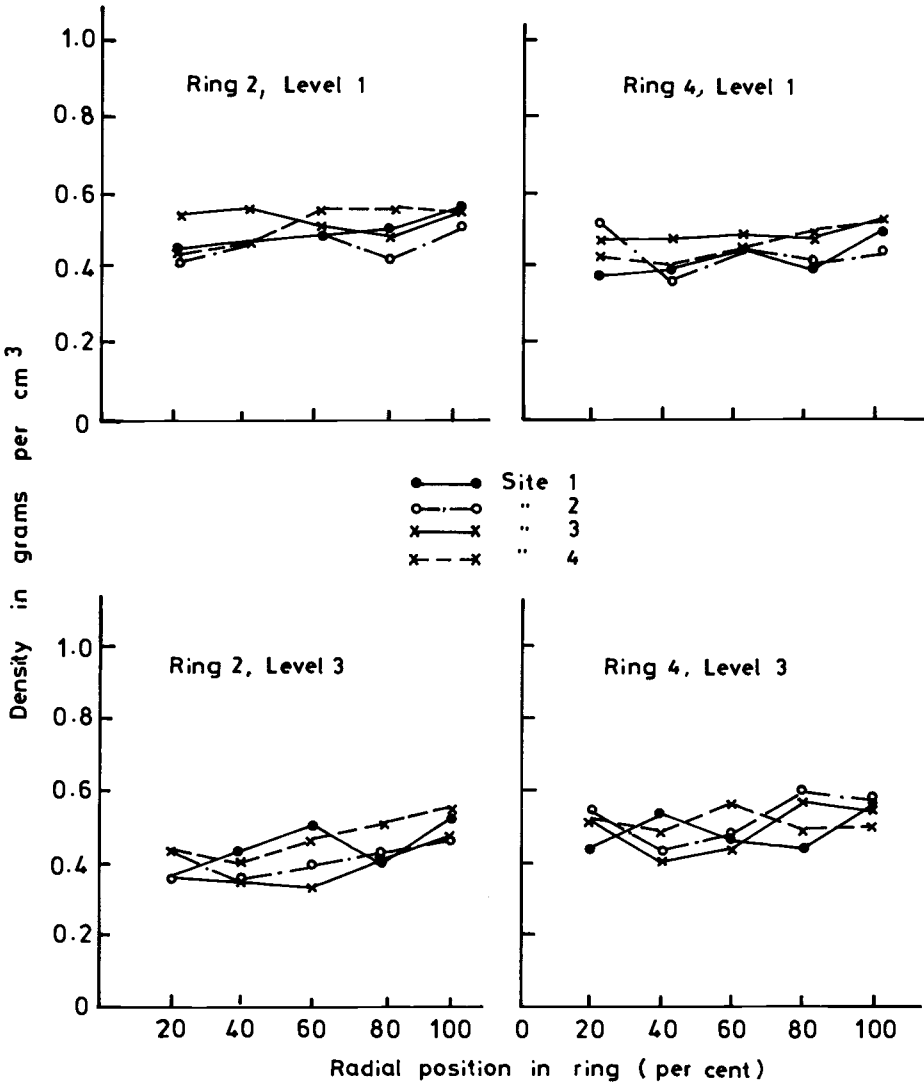 Ring 2, Level 1
Ring 4, Level 1
1.0
0.8
0.6
0.4
0.2
0
0
Density in grams per cm³
Site 1
" 2
" 3
" 4
Ring 2, Level 3
Ring 4, Level 3
1.0
0.8
0.6
0.4
0.2
0
20 40 60 80 100 0 20 40 60 80 100
Radial position in ring (per cent)